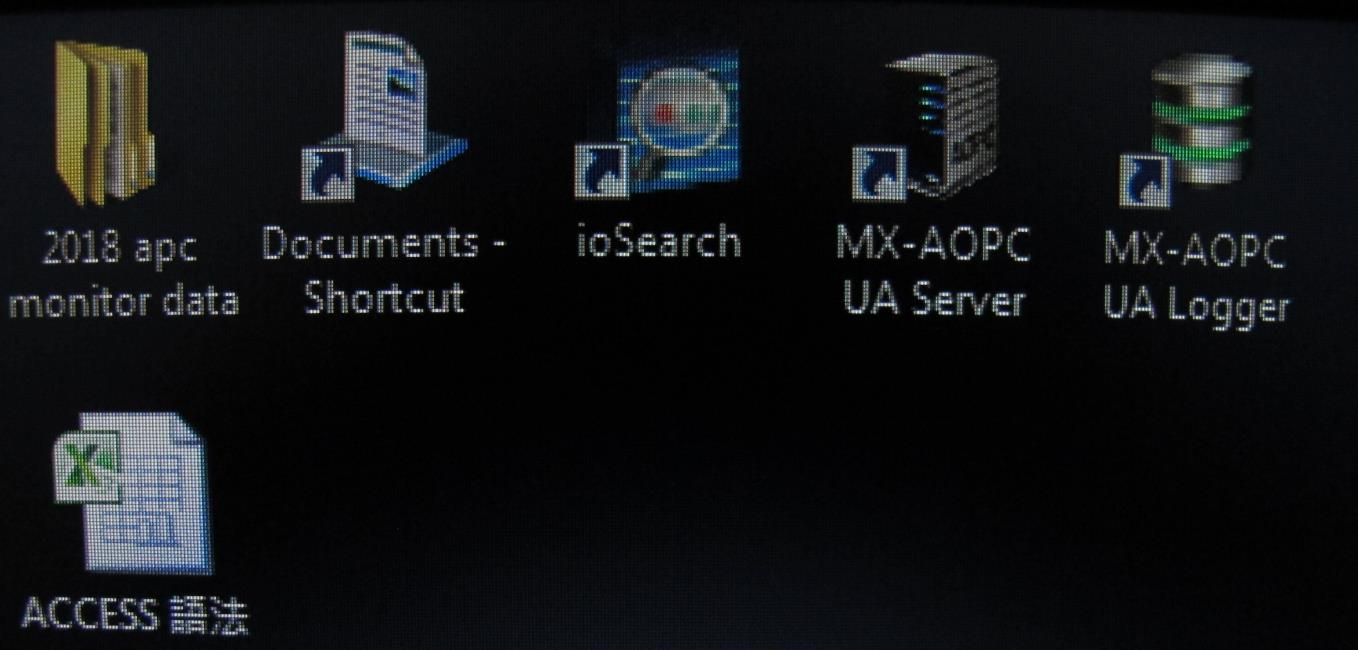 2018 apc
monitor data
Documents -
Shortcut
ioSearch
MX-AOPC
UA Server
MX-AOPC
UA Logger
ACCESS 語法